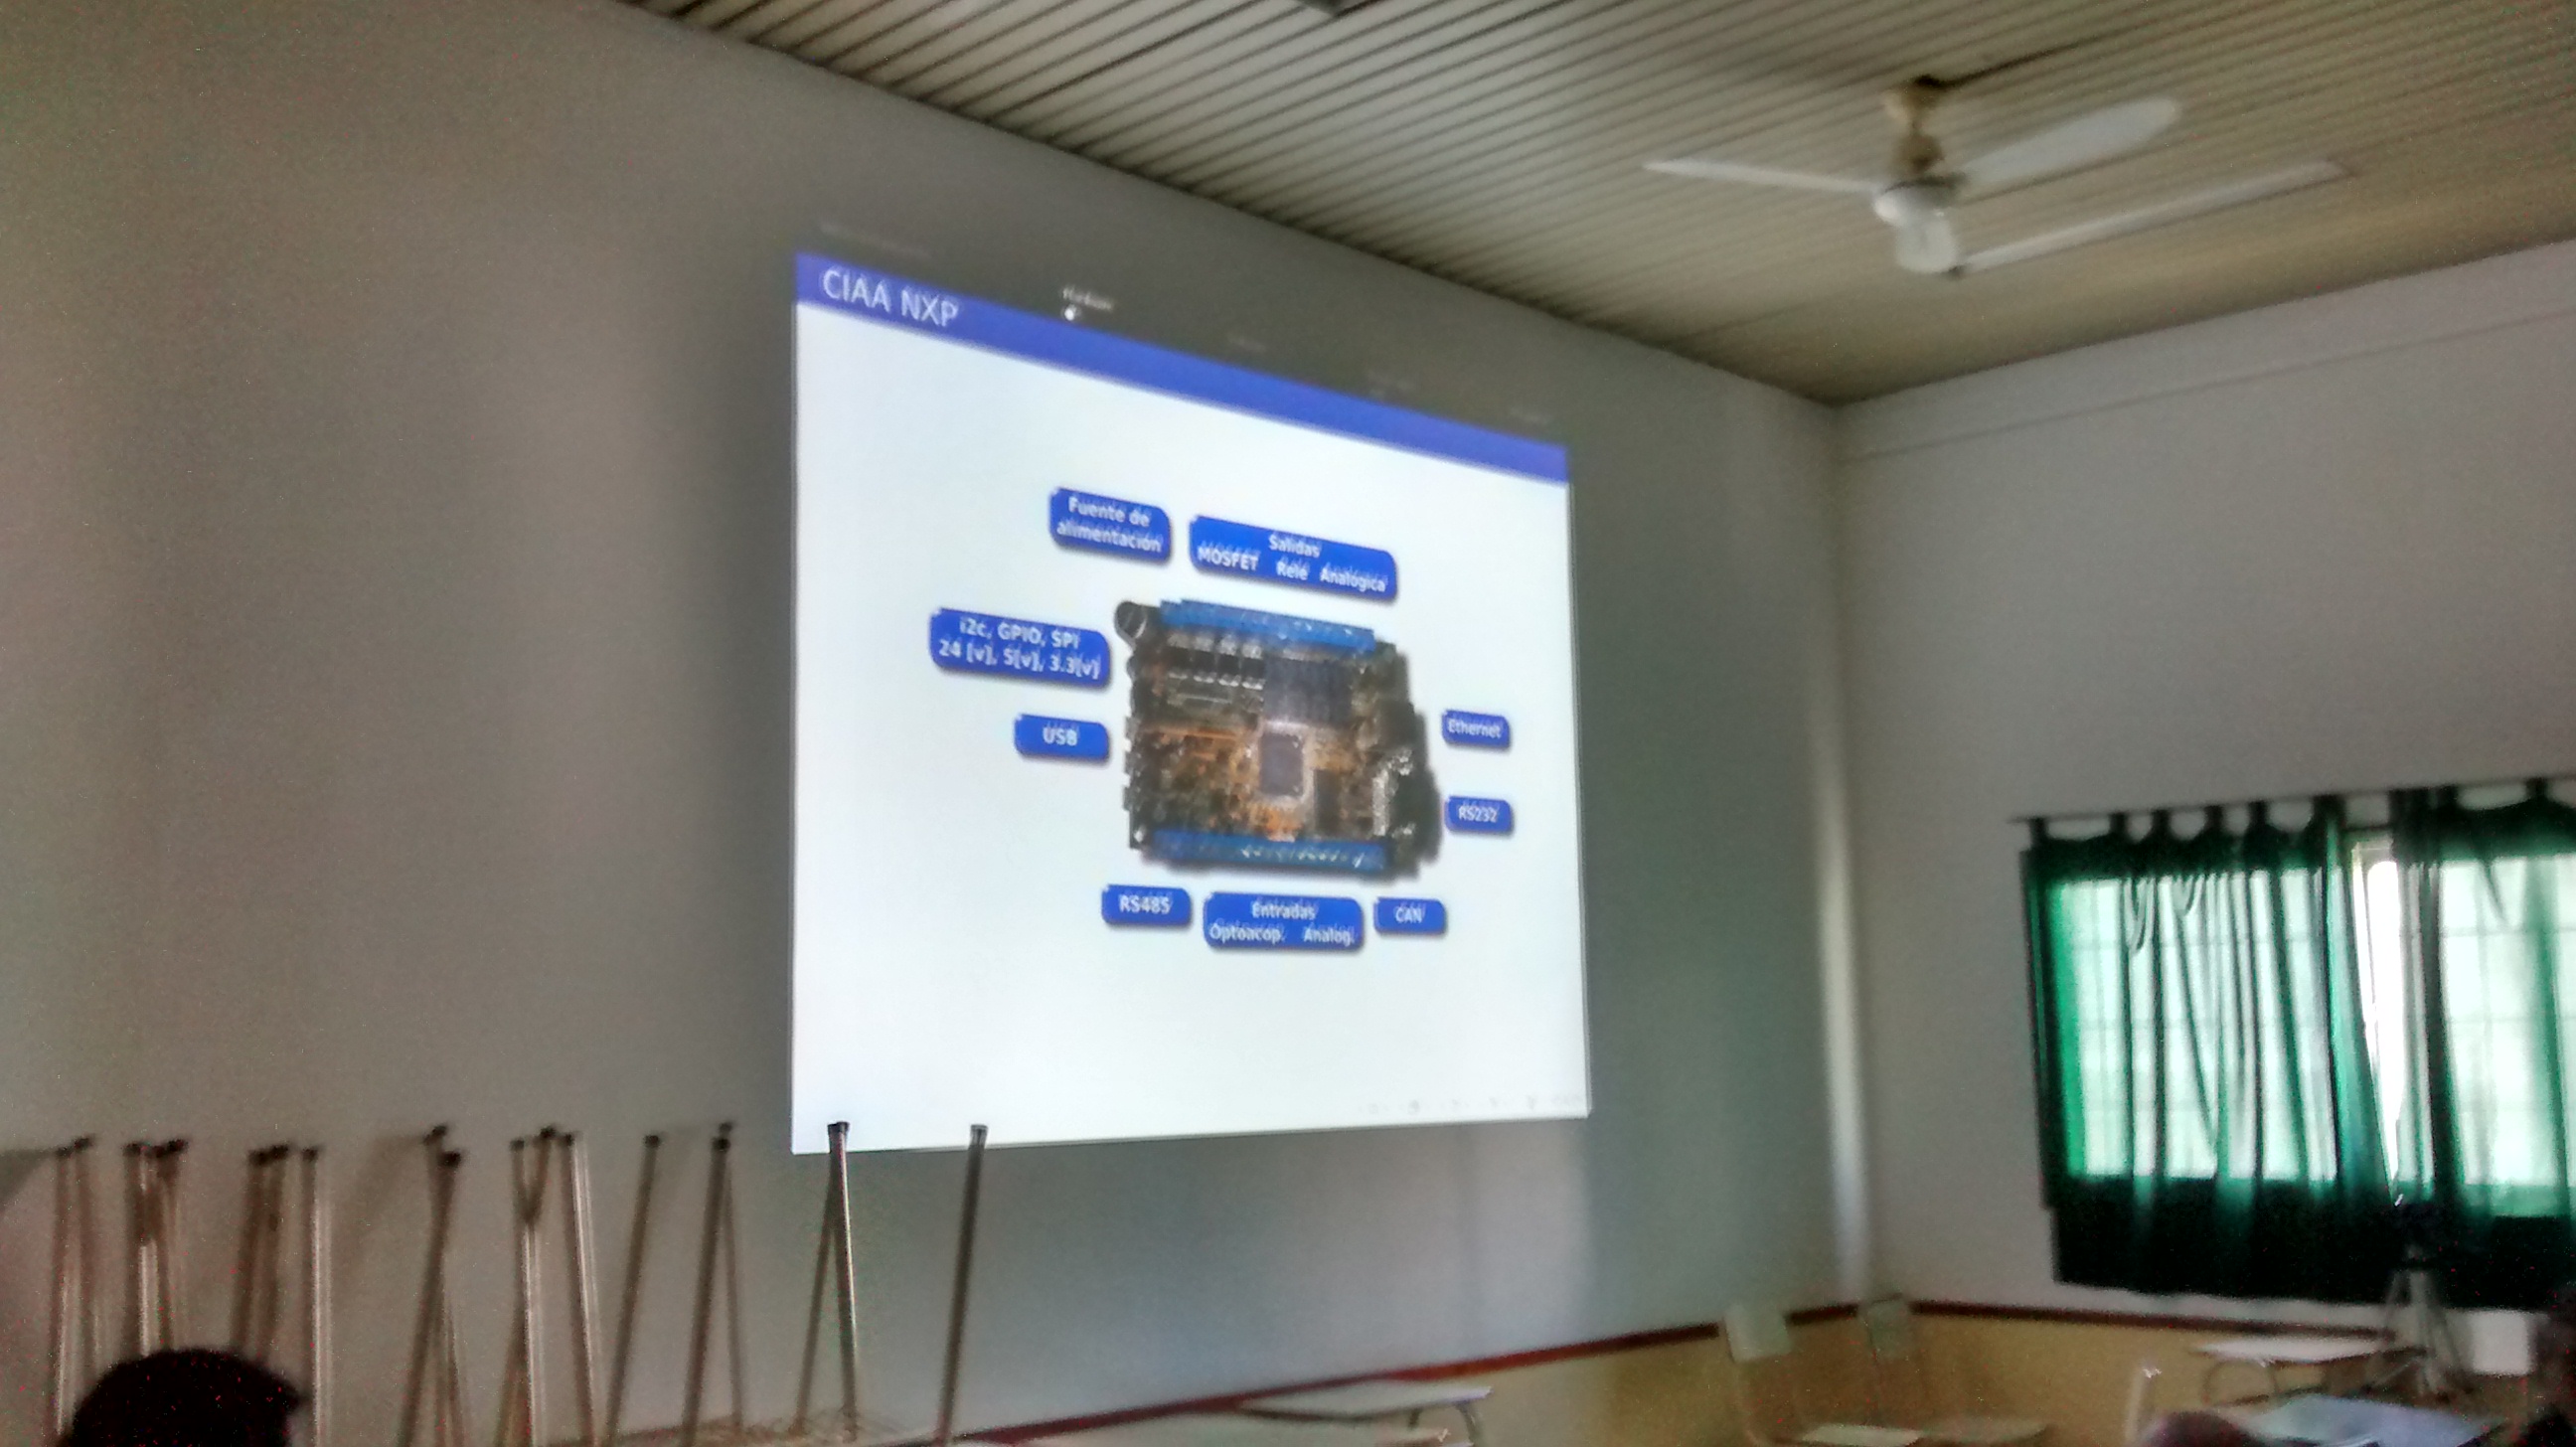 CIAA NXP
Fuente de
alimentación
Salidas
MOSFET Relé Analógica
i2c, GPIO, SPI
24 [v], 5[v], 3.3[v]
USB
Ethernet
RS232
RS485
Entradas
Optoacop. Analog.
CAN